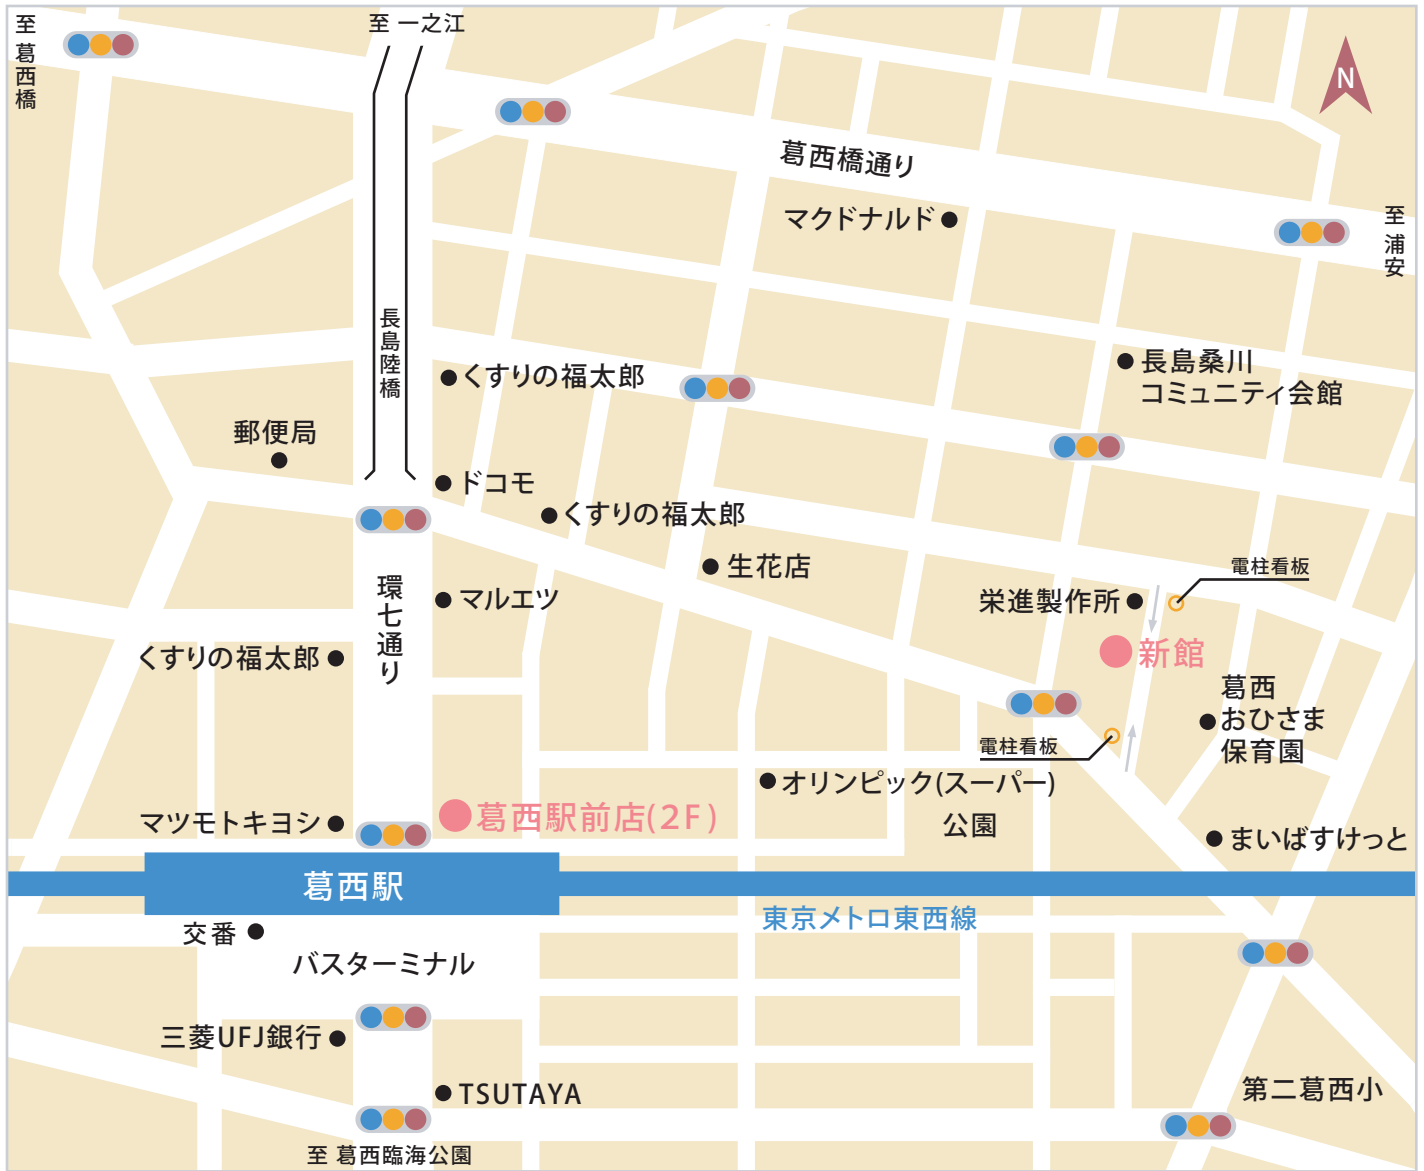 至 一之江
至 葛西橋
N
葛西橋通り
マクドナルド
至 浦安
長島陸橋
長島桑川
コミュニティ会館
くすりの福太郎
郵便局
ドコモ
くすりの福太郎
生花店
電柱看板
環七通り
マルエツ
栄進製作所
新館
くすりの福太郎
葛西
おひさま
保育園
電柱看板
オリンピック(スーパー)
葛西駅前店(2F)
マツモトキヨシ
公園
まいばすけっと
葛西駅
東京メトロ東西線
交番
バスターミナル
三菱UFJ銀行
TSUTAYA
第二葛西小
至 葛西臨海公園